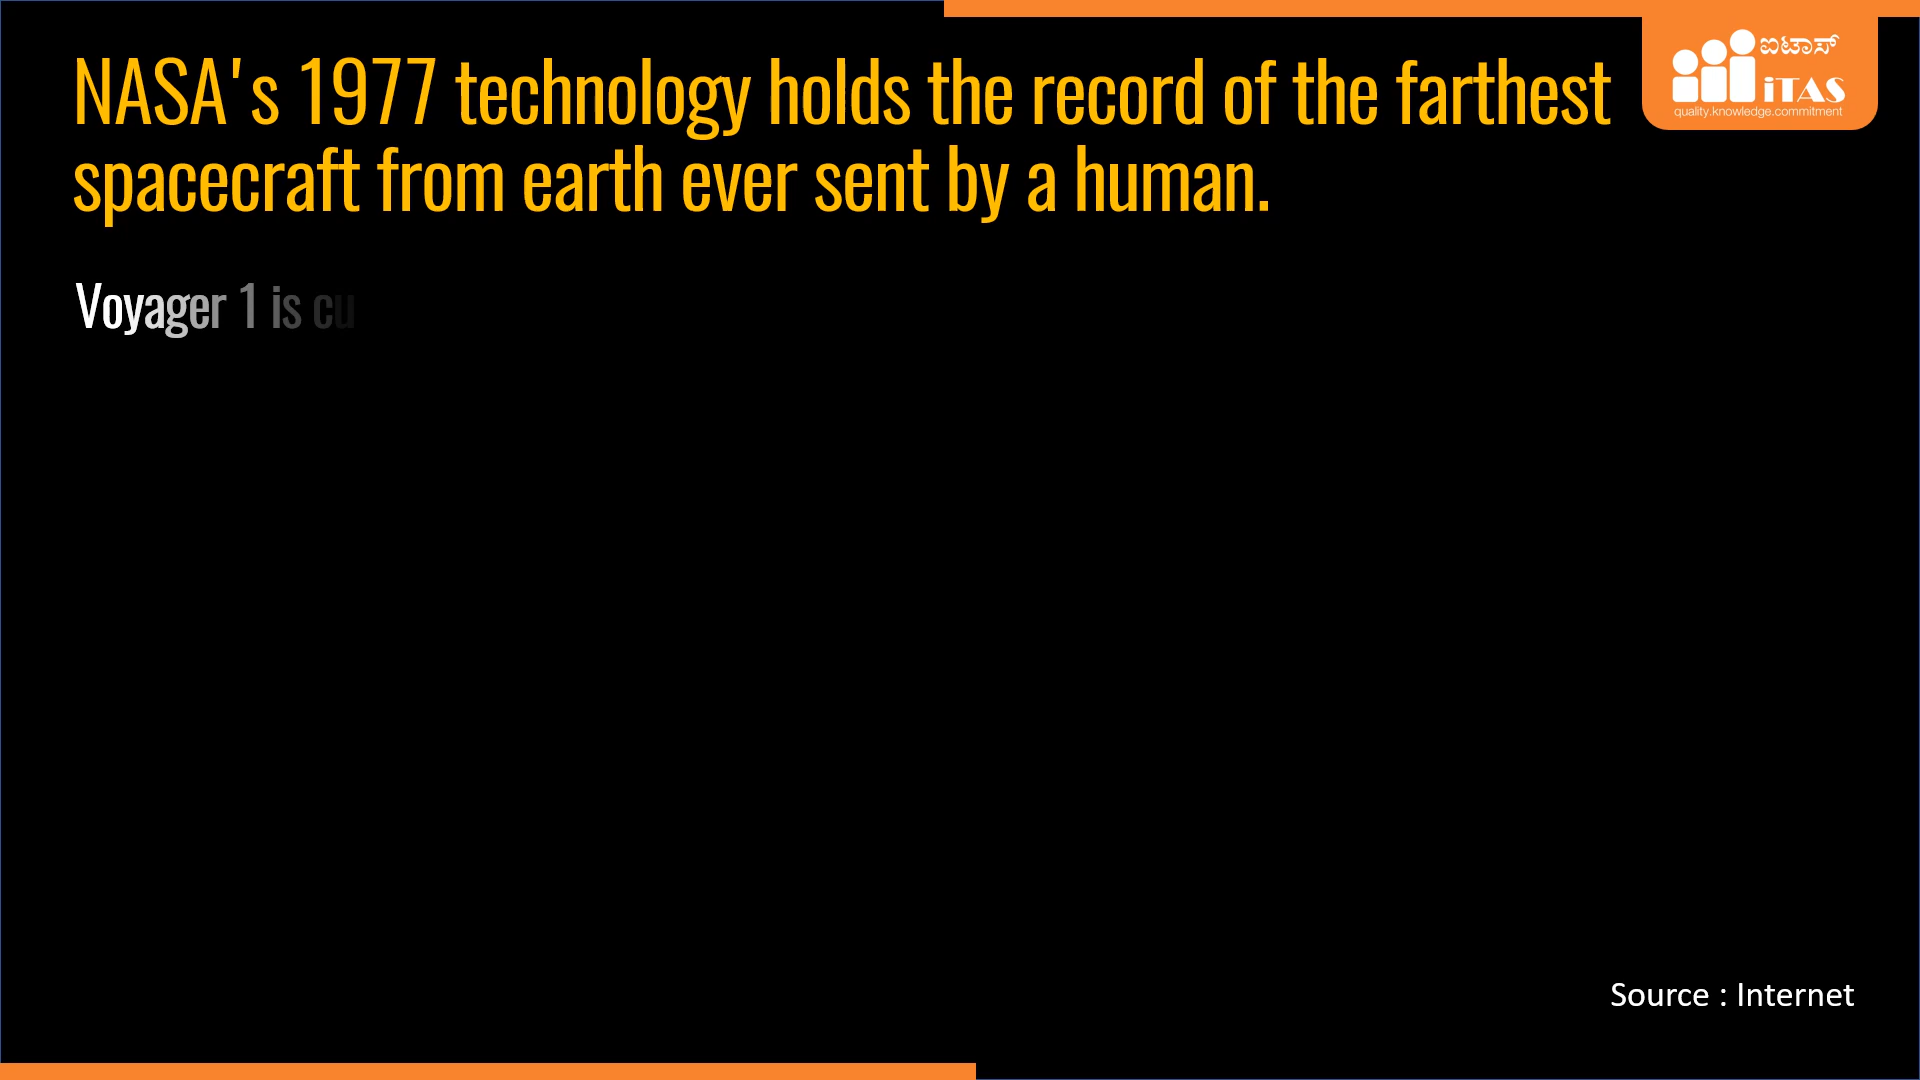 NASA's 1977 technology holds the record of the farthest
spacecraft from earth ever sent by a human.
ಐಟಾಸ್
iTAS
quality.knowledge.commitment
Voyager 1 is cu
Source : Internet